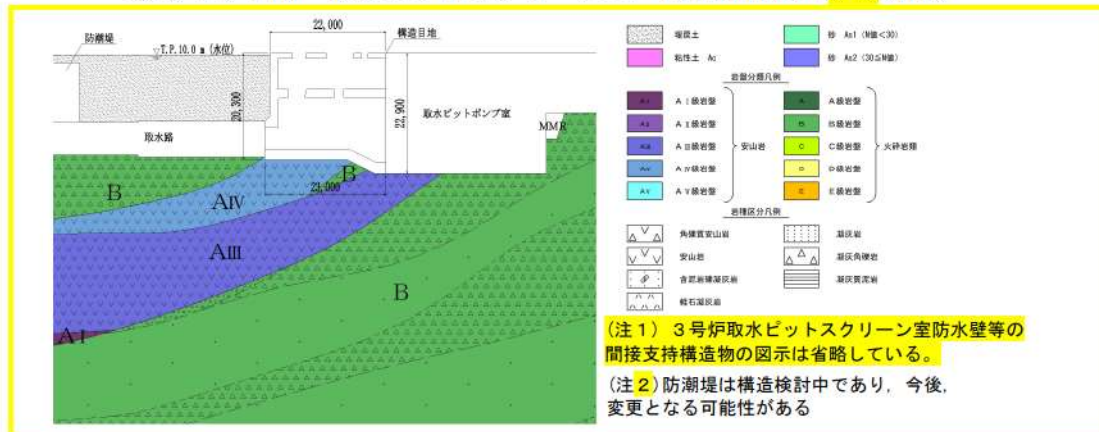 22,000
構造目地
防潮堤
T.P.10.0 m (水位)
埋戻土
砂 As1 (N値<30)
粘性土 Ac
砂 As2 (30≦N値)
20,300
22,900
取水ピットポンプ室
取水路
MMR
23,000
B
B
AⅣ
AⅢ
B
AⅠ
岩盤分類凡例
AⅠ級岩盤
A級岩盤
AⅡ級岩盤
B級岩盤
AⅢ級岩盤
安山岩
C級岩盤
火砕岩類
AⅣ級岩盤
D級岩盤
AⅤ級岩盤
E級岩盤
岩種区分凡例
角礫質安山岩
凝灰岩
安山岩
凝灰角礫岩
含泥岩礫凝灰岩
凝灰質泥岩
軽石凝灰岩
(注1) 3号炉取水ピットスクリーン室防水壁等の
間接支持構造物の図示は省略している。
(注2)防潮堤は構造検討中であり,今後,
変更となる可能性がある